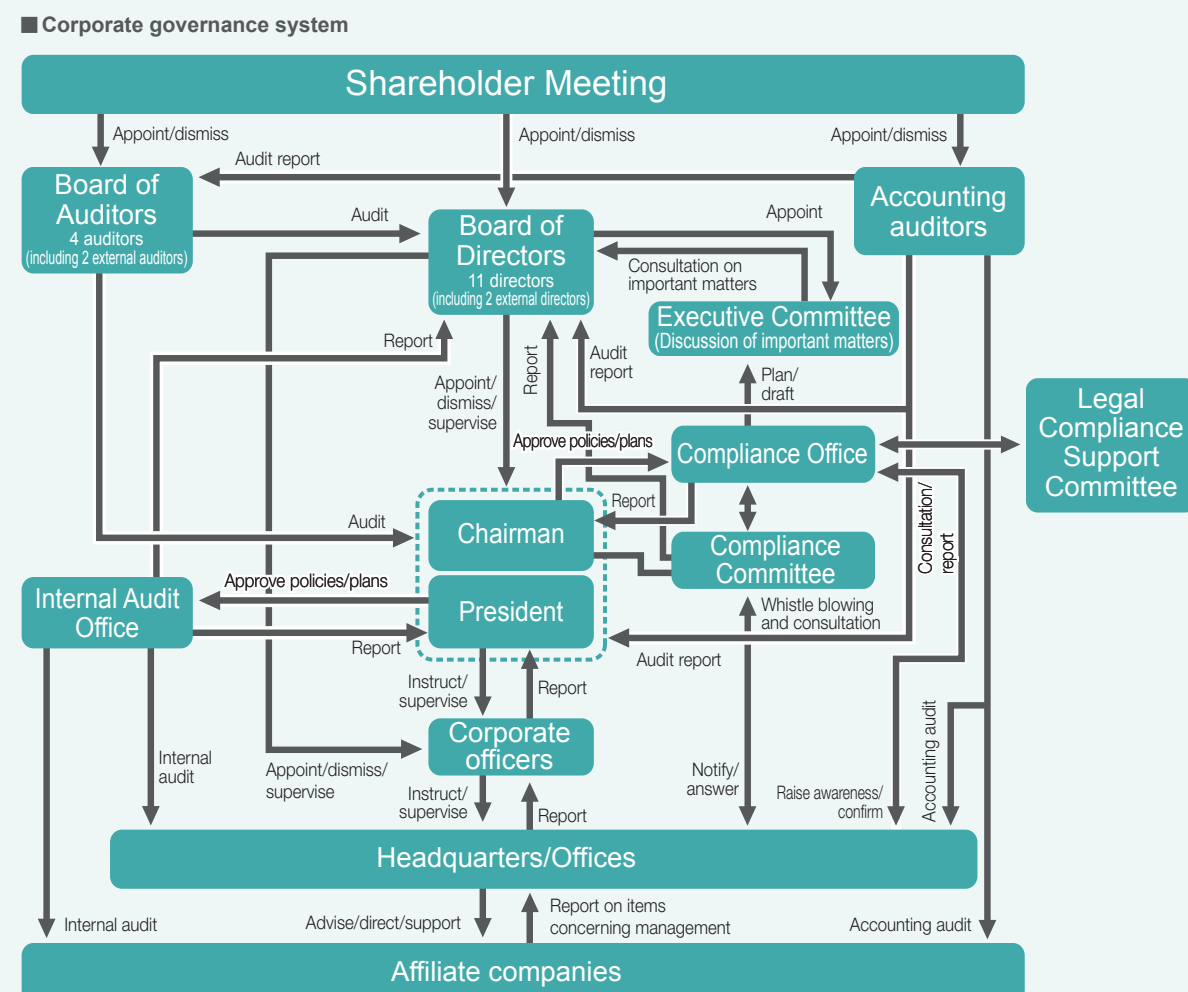 Corporate governance system
Shareholder Meeting
Appoint/dismiss
Appoint/dismiss
Appoint/dismiss
Audit report
Board of
Auditors
4 auditors
(including 2 external auditors)
Audit
Board of
Directors
11 directors
(including 2 external directors)
Appoint
Accounting
auditors
Consultation on
important matters
Executive Committee
(Discussion of important matters)
Report
Appoint/
dismiss/
supervise
Report
Audit
report
Plan/
draft
Legal
Compliance
Support
Committee
Approve policies/plans
Compliance Office
Report
Audit
Chairman
Compliance
Committee
Consultation/
report
Internal Audit
Office
Approve policies/plans
President
Whistle blowing
and consultation
Report
Audit report
Instruct/
supervise
Report
Corporate
officers
Internal
audit
Appoint/dismiss/
supervise
Instruct/
supervise
Report
Notify/
answer
Raise awareness/
confirm
Accounting audit
Headquarters/Offices
Internal audit
Advise/direct/support
Report on items
concerning management
Accounting audit
Affiliate companies